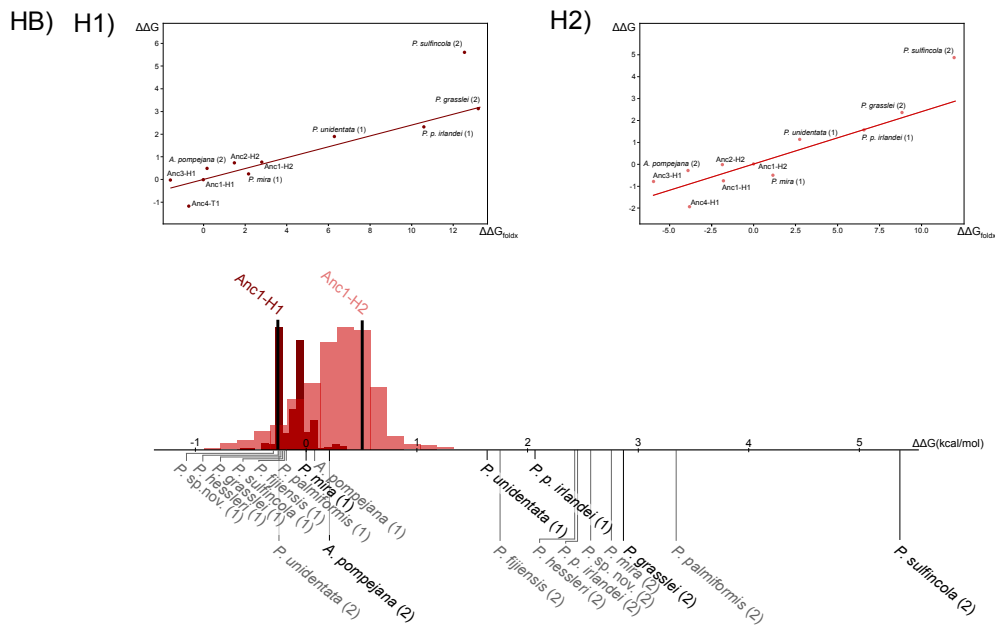 HB) H1) H2)
ΔΔG
6
5
4
3
2
1
0
-1
P. sulfincola (2)
P. grasslei (2)
P. unidentata (1)
P. p. irlandei (1)
A. pompejana (2)
Anc2-H2
Anc3-H1
Anc1-H2
Anc1-H1
P. mira (1)
Anc4-T1
0 2 4 6 8 10 12
ΔΔGfoldx
ΔΔG
5
4
3
2
1
0
-1
-2
P. sulfincola (2)
P. grasslei (2)
P. unidentata (1)
P. p. irlandei (1)
A. pompejana (2)
Anc2-H2
Anc1-H2
Anc3-H1
Anc1-H1
P. mira (1)
Anc4-H1
-5.0 -2.5 0.0 2.5 5.0 7.5 10.0
ΔΔGfoldx
Anc1-H1
Anc1-H2
-1 0 1 2 3 4 5
ΔΔG(kcal/mol)
P. sp.nov. (1)
P. hessleri (1)
P. grasslei (1)
P. sulfincola (1)
P. fijiensis (1)
P. palmiformis (1)
P. mira (1)
A. pompejana (1)
P. unidentata (2)
A. pompejana (2)
P. unidentata (1)
P. fijiensis (2)
P. p. irlandei (1)
P. hessleri (2)
P. p. irlandei (2)
P. sp. nov. (2)
P. mira (2)
P. grasslei (2)
P. palmiformis (2)
P. sulfincola (2)